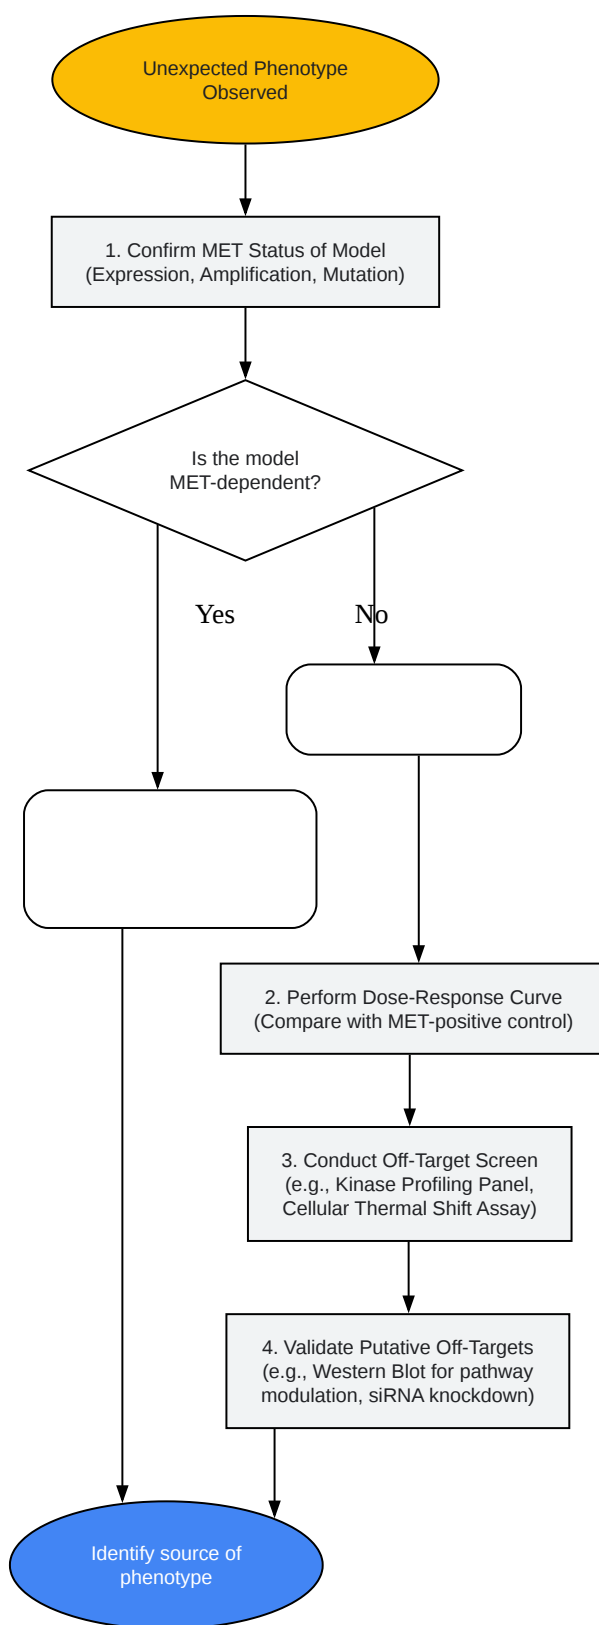 Unexpected Phenotype
Observed
1. Confirm MET Status of Model
(Expression, Amplification, Mutation)
Is the model
MET-dependent?
Yes
No
2. Perform Dose-Response Curve
(Compare with MET-positive control)
3. Conduct Off-Target Screen
(e.g., Kinase Profiling Panel,
Cellular Thermal Shift Assay)
4. Validate Putative Off-Targets
(e.g., Western Blot for pathway
modulation, siRNA knockdown)
Identify source of
phenotype